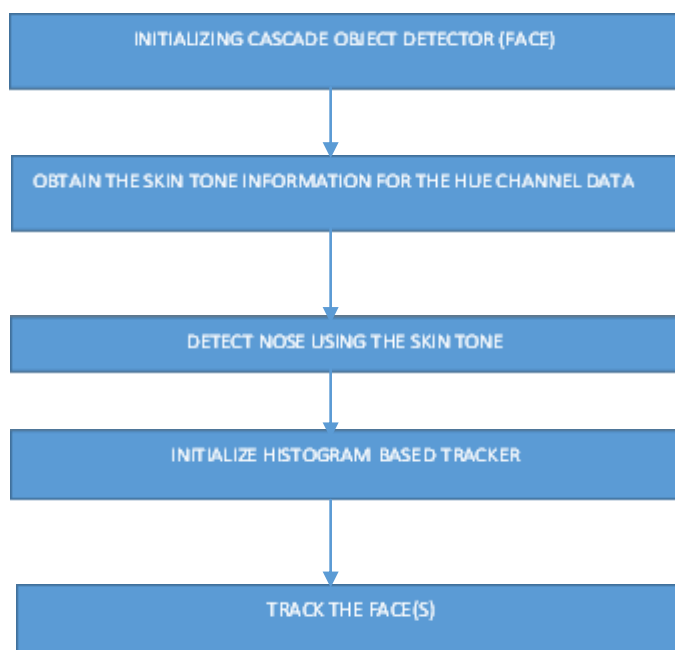 INITIALIZING CASCADE OBJECT DETECTOR (FACE)
OBTAIN THE SKIN TONE INFORMATION FOR THE HUE CHANNEL DATA
DETECT NOSE USING THE SKIN TONE
INITIALIZE HISTOGRAM BASED TRACKER
TRACK THE FACE(S)